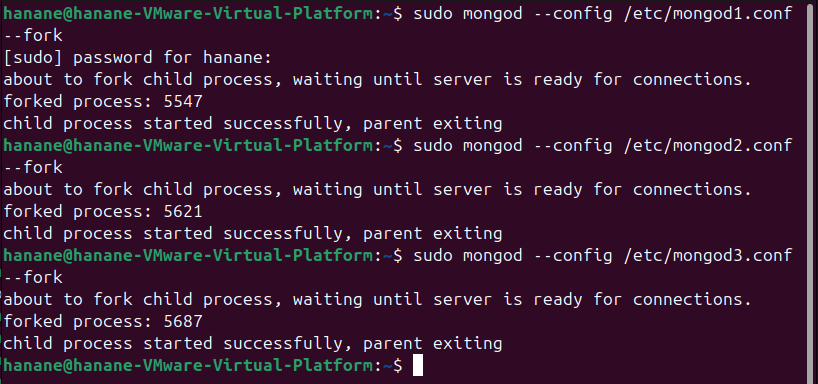 hanane@hanane-VMware-Virtual-Platform:~$ sudo mongod --config /etc/mongod1.conf
--fork
[sudo] password for hanane:
about to fork child process, waiting until server is ready for connections.
forked process: 5547
child process started successfully, parent exiting
hanane@hanane-VMware-Virtual-Platform:~$ sudo mongod --config /etc/mongod2.conf
--fork
about to fork child process, waiting until server is ready for connections.
forked process: 5621
child process started successfully, parent exiting
hanane@hanane-VMware-Virtual-Platform:~$ sudo mongod --config /etc/mongod3.conf
--fork
about to fork child process, waiting until server is ready for connections.
forked process: 5687
child process started successfully, parent exiting
hanane@hanane-VMware-Virtual-Platform:~$